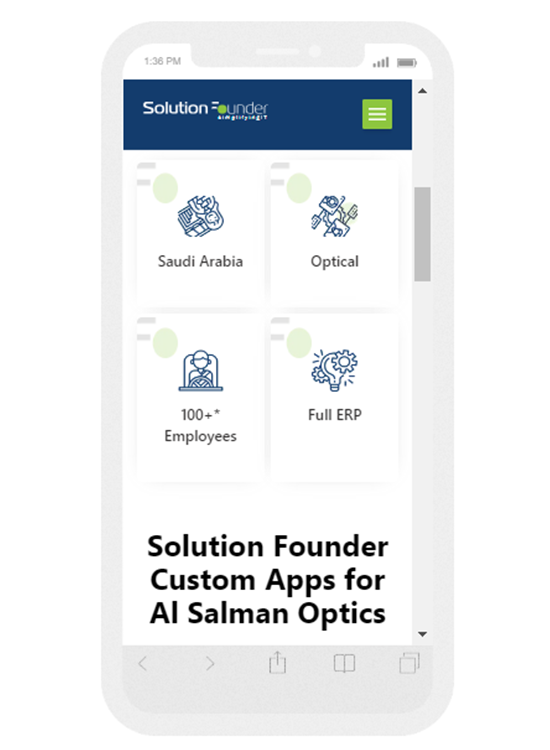 1:36 PM
Solution Founder
SimplifyingIT
Saudi Arabia
Optical
100+*
Employees
Full ERP
Solution Founder
Custom Apps for
Al Salman Optics